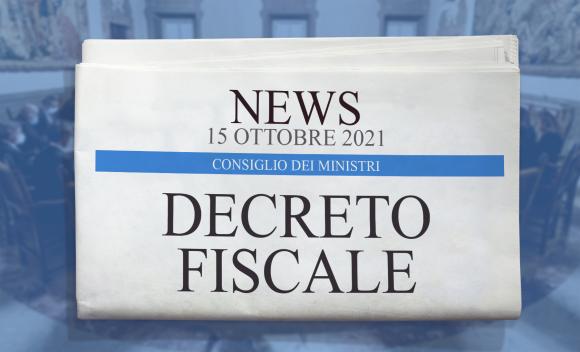 NEWS
15 OTTOBRE 2021
CONSIGLIO DEI MINISTRI
DECRETO
FISCALE